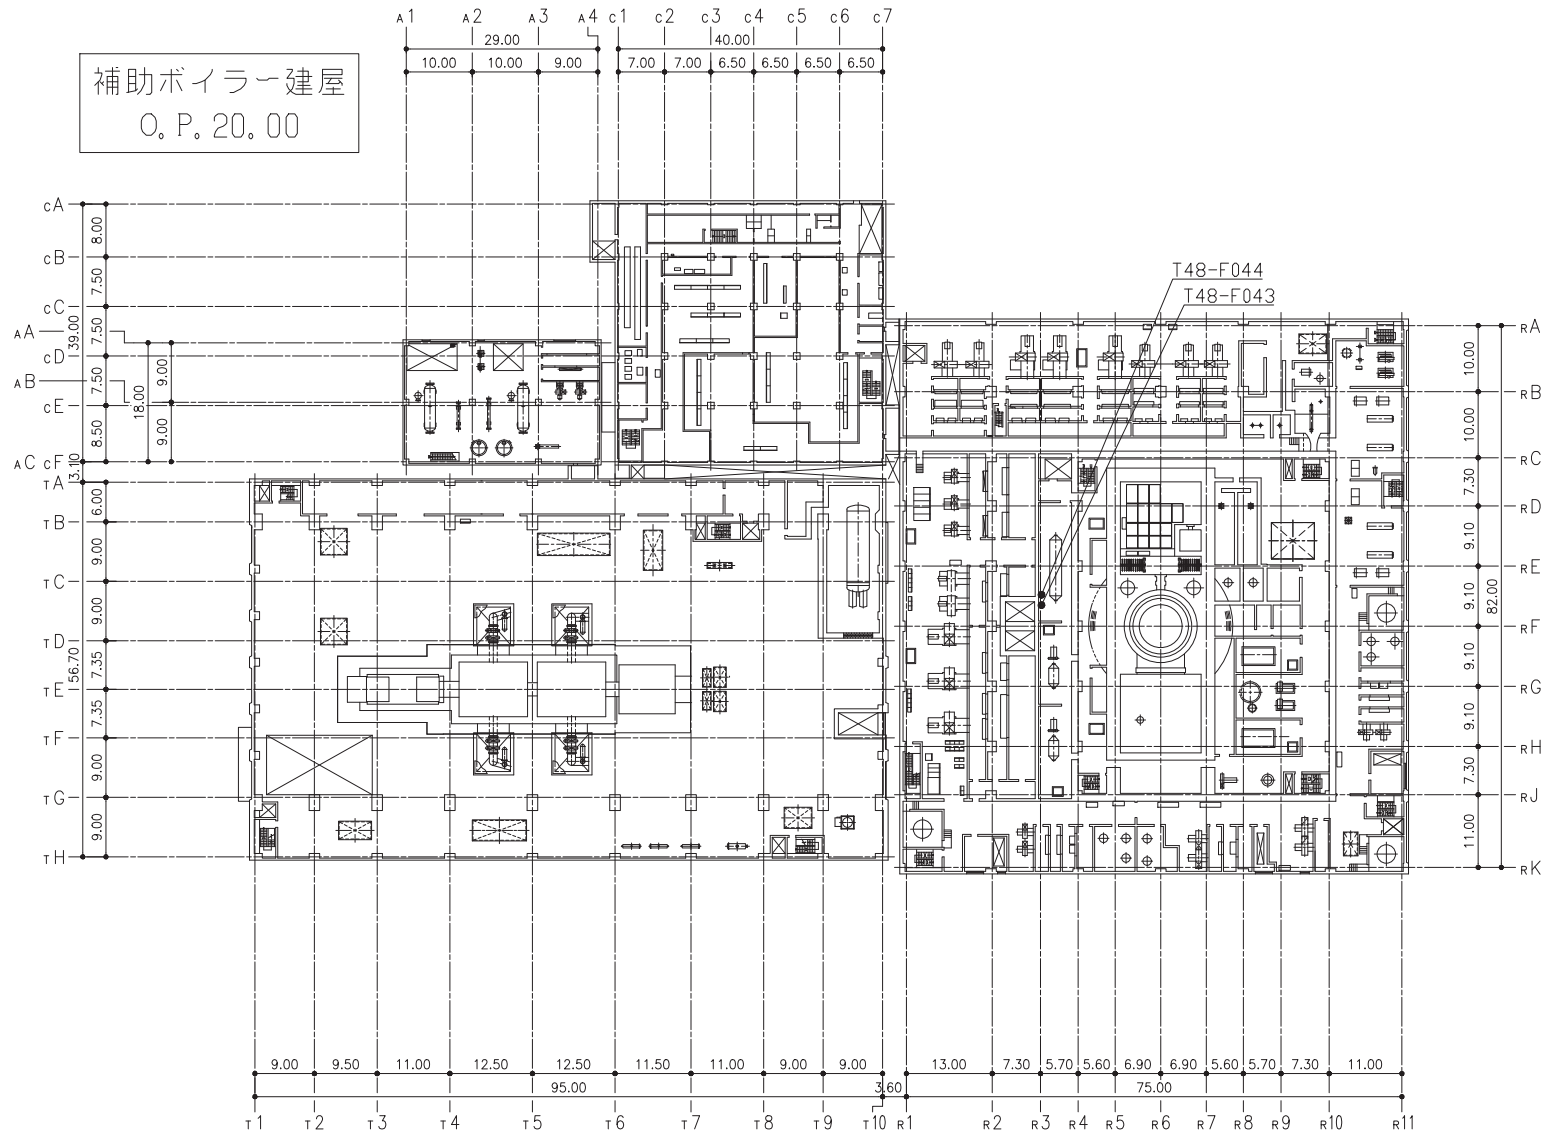 A1 A2 A3 A4 C1 C2 C3 C4 C5 C6 C7
29.00 40.00
10.00 10.00 9.00 7.00 7.00 6.50 6.50 6.50 6.50
補助ボイラー建屋
O.P.20.00
CA
8.00
CB
7.50
CC
39.00
AA
7.50
CD
9.00
AB
7.50
18.00
CE
8.50
9.00
AC CF
3.10
TA
6.00
TB
9.00
TC
9.00
TD
7.35
56.70
TE
7.35
TF
9.00
TG
9.00
TH
T48-F044
T48-F043
RA
10.00
RB
10.00
RC
7.30
RD
9.10
RE
9.10
82.00
RF
9.10
RG
9.10
RH
7.30
RJ
11.00
RK
9.00 9.50 11.00 12.50 12.50 11.50 11.00 9.00 9.00 13.00 7.30 5.70 5.60 6.90 6.90 5.60 5.70 7.30 11.00
95.00 3.60 75.00
T1 T2 T3 T4 T5 T6 T7 T8 T9 T10 R1 R2 R3 R4 R5 R6 R7 R8 R9 R10 R11